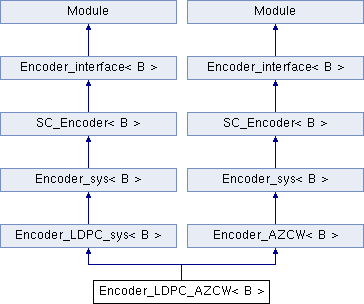 Module Module
Encoder_interface< B > Encoder_interface< B >
SC_Encoder< B > SC_Encoder< B >
Encoder_sys< B > Encoder_sys< B >
Encoder_LDPC_sys< B > Encoder_AZCW< B >
Encoder_LDPC_AZCW< B >